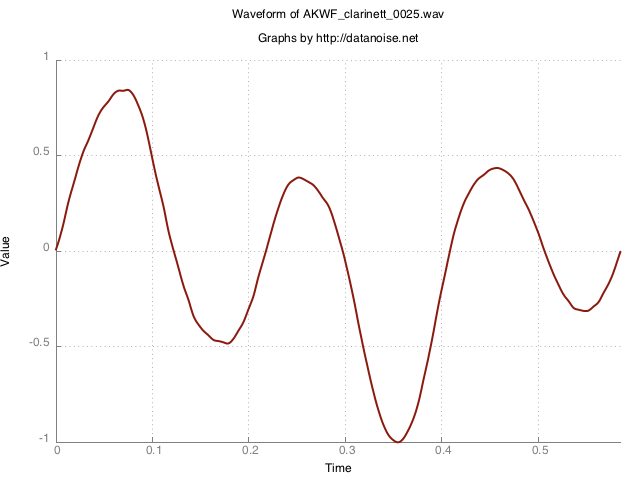 Waveform of AKWF_clarinett_0025.wav
Graphs by http://datanoise.net
1
0.5
0
-0.5
-1
Value
0 0.1 0.2 0.3 0.4 0.5
Time